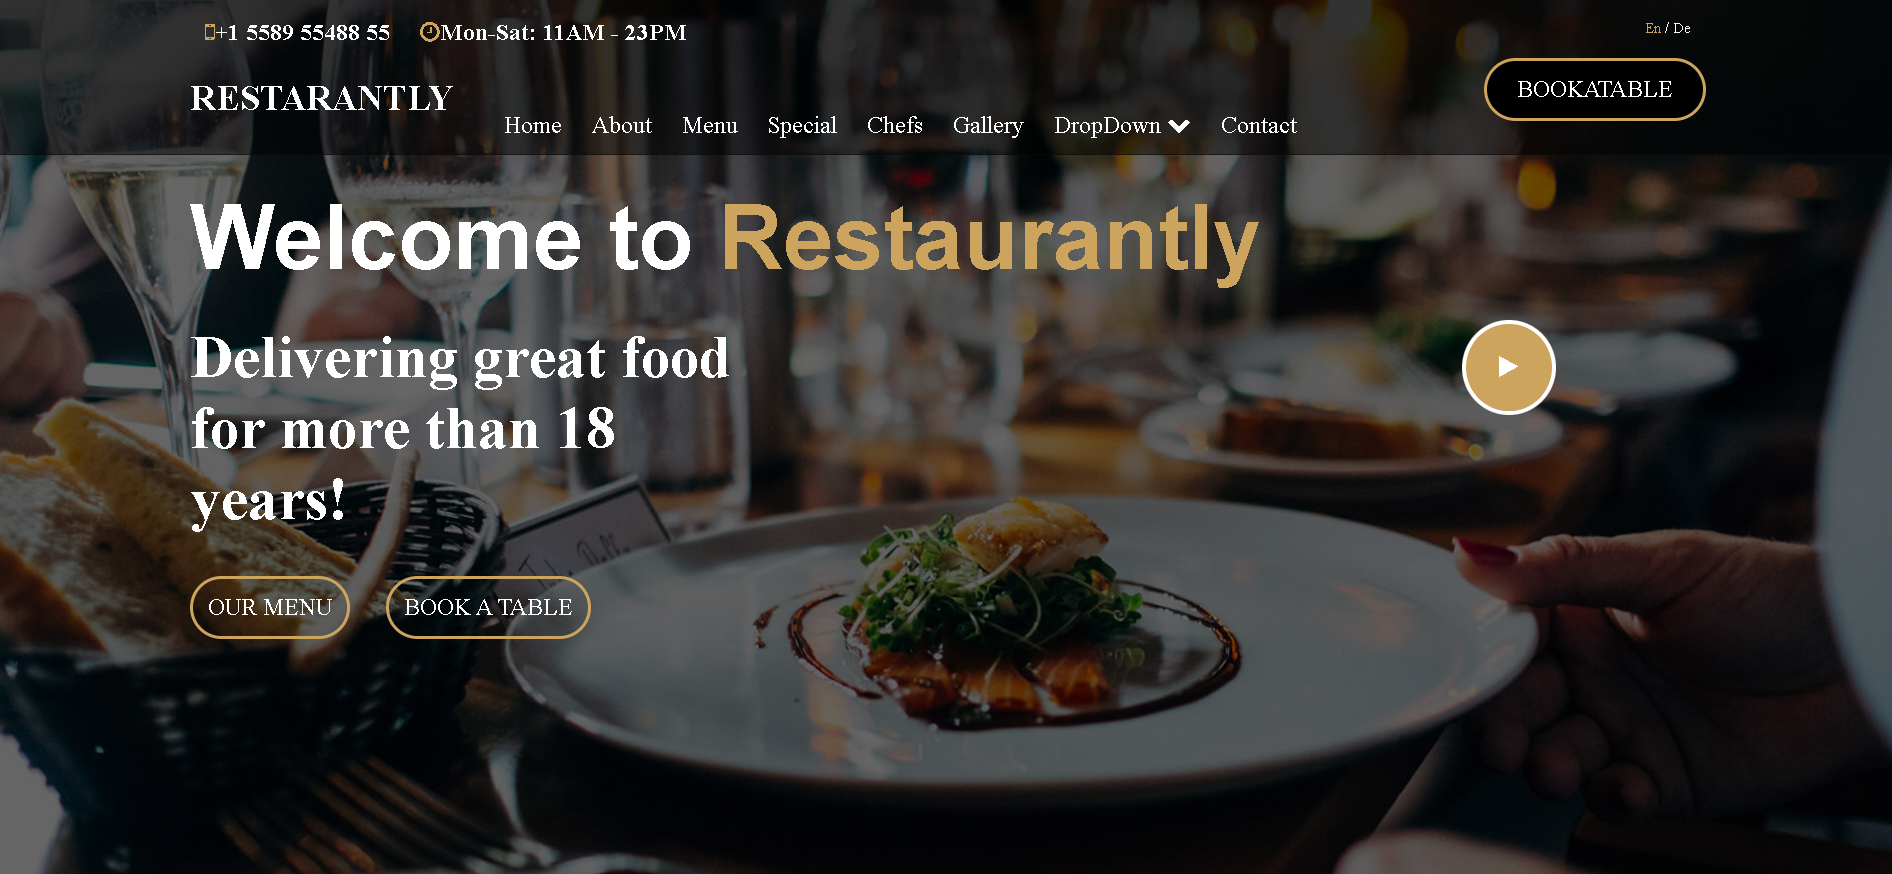 +1 5589 55488 55 Mon-Sat: 11AM - 23PM
En / De
RESTARANTLY
BOOKATABLE
Home About Menu Special Chefs Gallery DropDown Contact
Welcome to Restaurantly
Delivering great food
for more than 18
years!
OUR MENU BOOK A TABLE